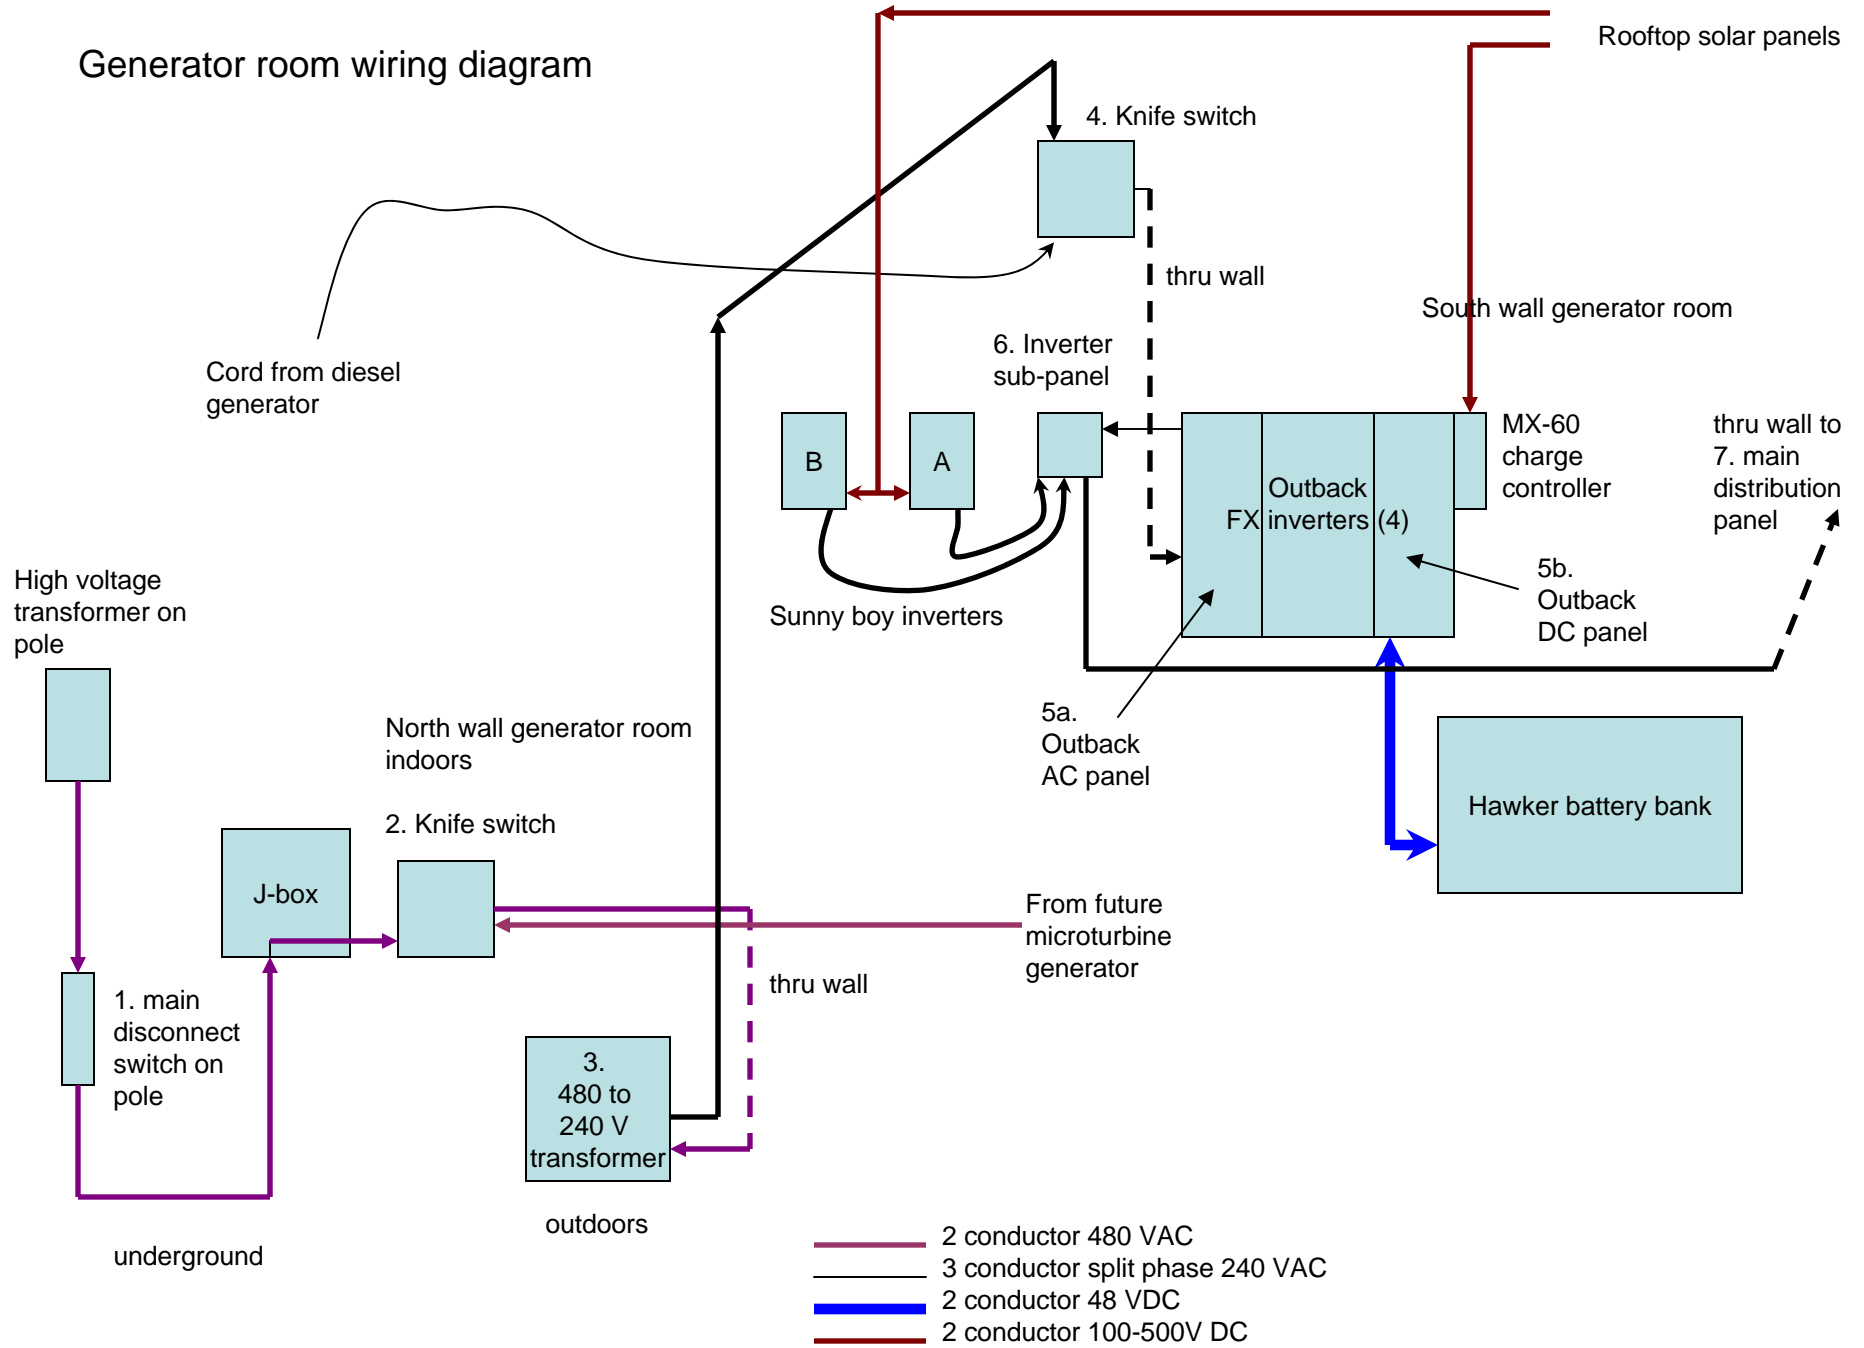 Generator room wiring diagram
Rooftop solar panels
4. Knife switch
thru wall
South wall generator room
Cord from diesel
generator
6. Inverter
sub-panel
B
A
Outback
FX inverters (4)
MX-60
charge
controller
thru wall to
7. main
distribution
panel
Sunny boy inverters
5b.
Outback
DC panel
High voltage
transformer on
pole
5a.
Outback
AC panel
North wall generator room
indoors
Hawker battery bank
2. Knife switch
J-box
From future
microturbine
generator
thru wall
1. main
disconnect
switch on
pole
3.
480 to
240 V
transformer
outdoors
underground
2 conductor 480 VAC
3 conductor split phase 240 VAC
2 conductor 48 VDC
2 conductor 100-500V DC